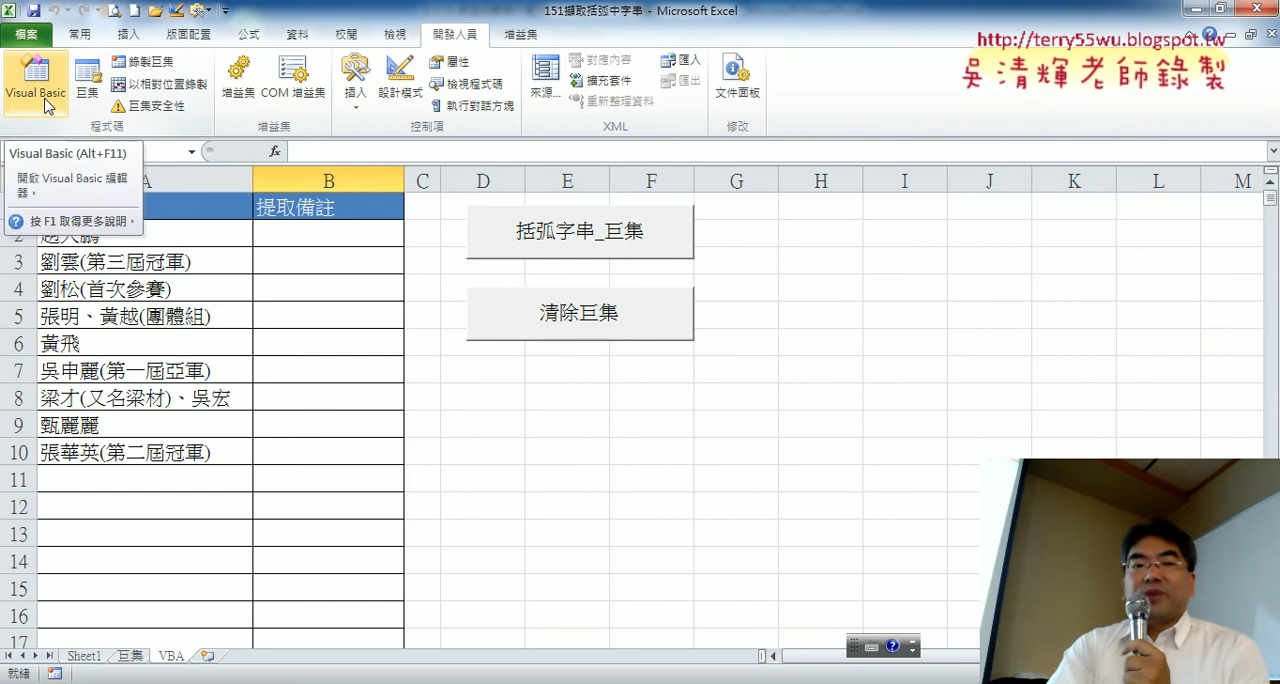 151擷取括弧中字串 - Microsoft Excel
檔案 常用 插入 版面配置 公式 資料 校閱 檢視 開發人員 增益集
http://terry55wu.blogspot.tw
吳清輝老師錄製
Visual Basic
巨集
錄製巨集
以相對位置錄製
巨集安全性
程式碼
增益集
COM 增益集
增益集
插入
設計模式
屬性
檢視程式碼
執行對話方塊
控制項
來源...
對應內容
擴充套件
重新整理資料
匯入
匯出
XML
文件面板
修改
fx
Visual Basic (Alt+F11)
開啟 Visual Basic 編輯
器。
按 F1 取得更多說明。
A B C D E F G H I J K L M
提取備註
2
3 劉雲(第三屆冠軍)
4 劉松(首次參賽)
5 張明、黃越(團體組)
6 黃飛
7 吳申麗(第一屆亞軍)
8 梁才(又名梁材)、吳宏
9 甄麗麗
10 張華英(第二屆冠軍)
11
12
13
14
15
16
17
括弧字串_巨集
清除巨集
Sheet1 巨集 VBA
就緒